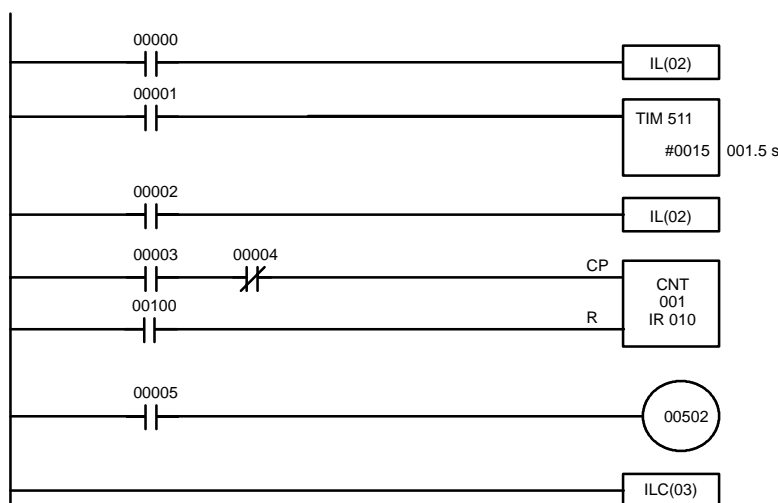 00000
IL(02)
00001
TIM 511
#0015 001.5 s
00002
IL(02)
00003 00004
CP
CNT
001
IR 010
00100
R
00005
00502
ILC(03)